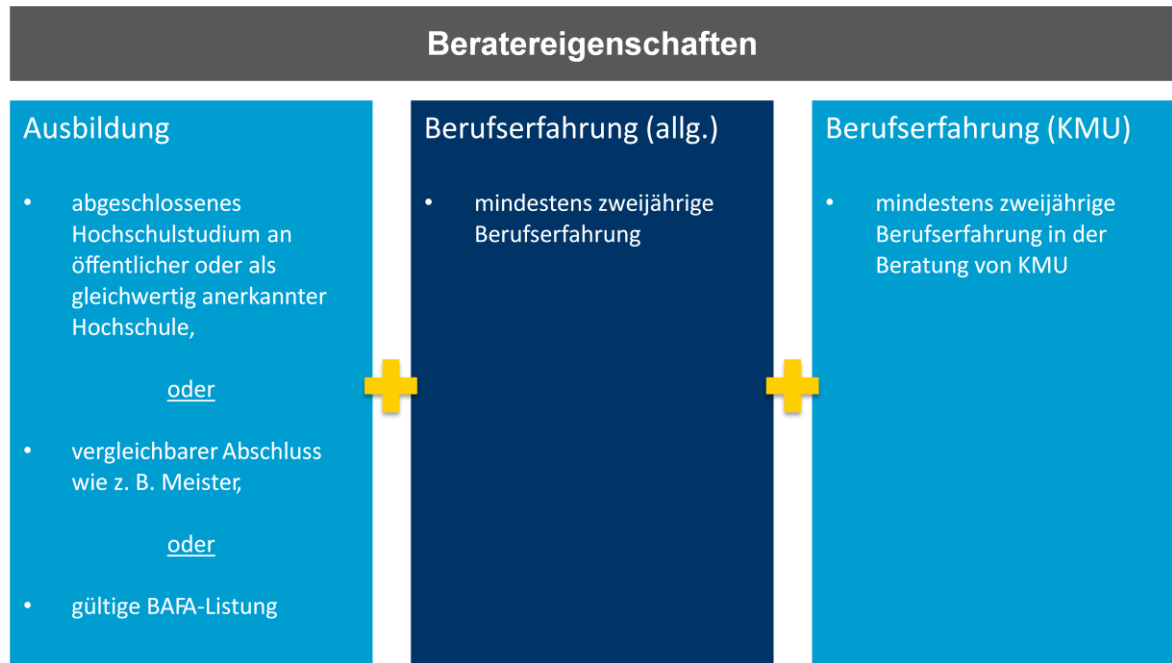 Beratereigenschaften
Ausbildung
• abgeschlossenes
Hochschulstudium an
öffentlicher oder als
gleichwertig anerkannter
Hochschule,
oder
• vergleichbarer Abschluss
wie z. B. Meister,
oder
• gültige BAFA-Listung
Berufserfahrung (allg.)
• mindestens zweijährige
Berufserfahrung
Berufserfahrung (KMU)
• mindestens zweijährige
Berufserfahrung in der
Beratung von KMU